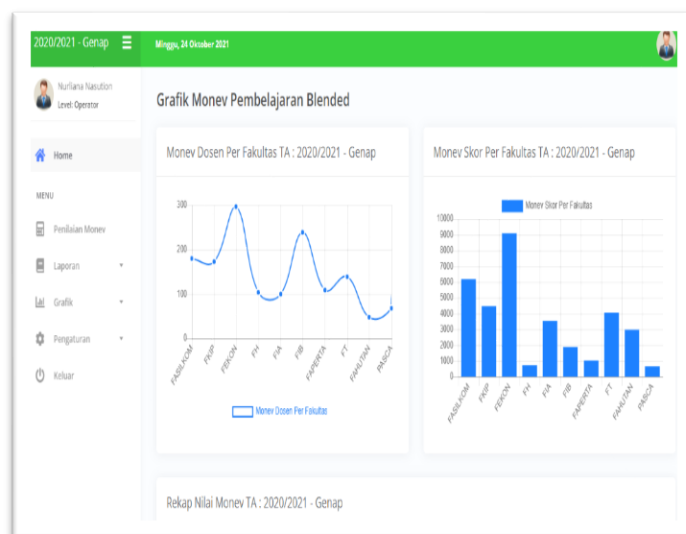 2020/2021 - Genap
Minggu, 24 Oktober 2021
Nurliana Nasution
Level: Operator
Home
MENU
Penilaian Monev
Laporan
Grafik
Pengaturan
Keluar
Grafik Monev Pembelajaran Blended
Monev Dosen Per Fakultas TA : 2020/2021 - Genap
300
200
100
0
FASILKOM
FKIP
FEKON
FH
FIA
FIB
FAPERTA
FT
FAHUTAN
PASCA
Monev Dosen Per Fakultas
Monev Skor Per Fakultas TA : 2020/2021 - Genap
Monev Skor Per Fakultas
10000
9000
8000
7000
6000
5000
4000
3000
2000
1000
0
FASILKOM
FKIP
FEKON
FH
FIA
FIB
FAPERTA
FT
FAHUTAN
PASCA
Rekap Nilai Monev TA : 2020/2021 - Genap